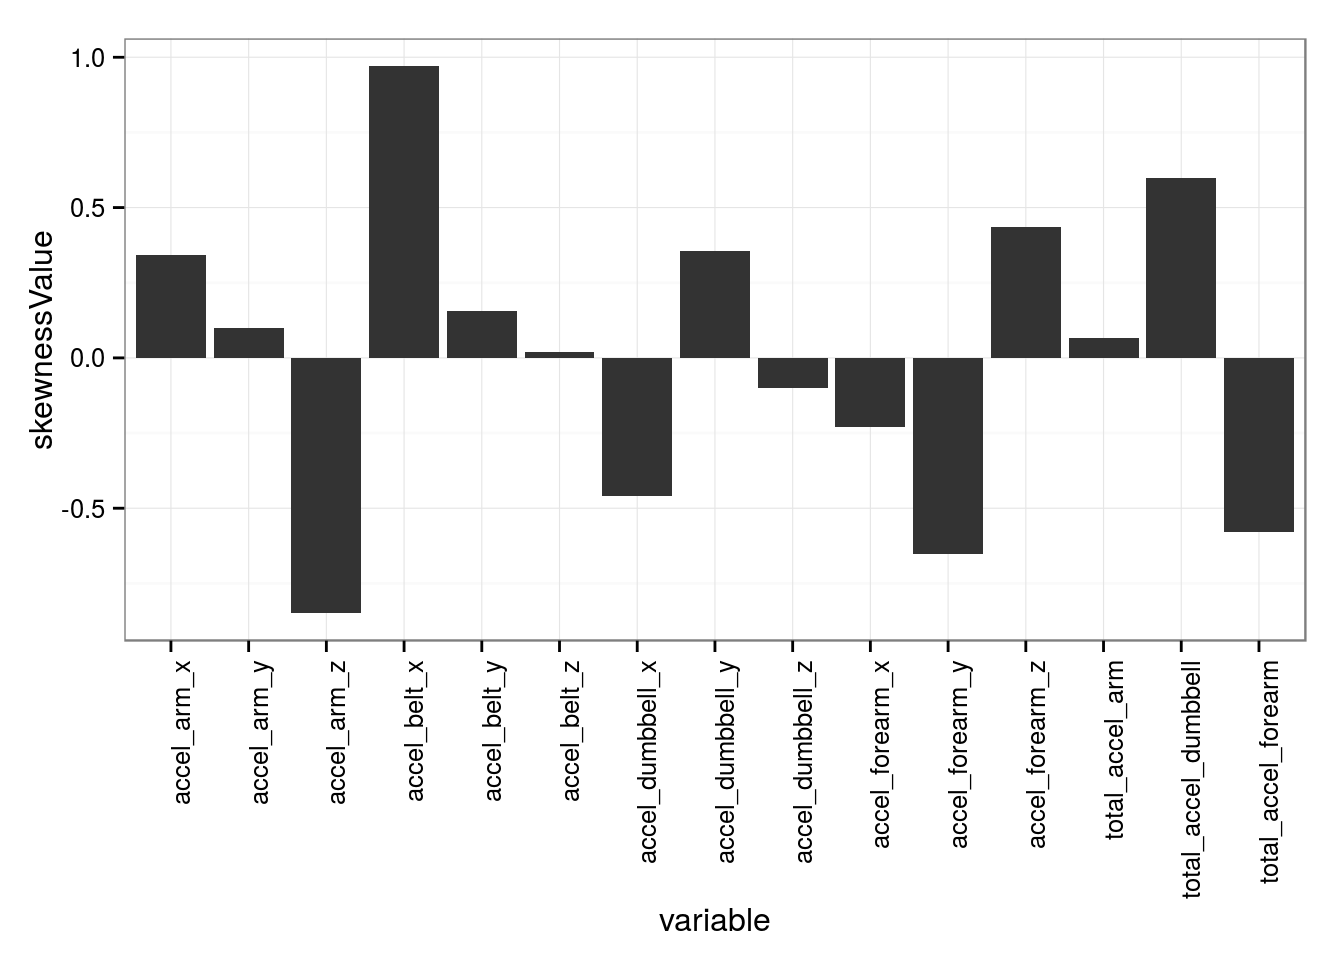 skewnessValue
1.0
0.5
0.0
-0.5
accel_arm_x
accel_arm_y
accel_arm_z
accel_belt_x
accel_belt_y
accel_belt_z
accel_dumbbell_x
accel_dumbbell_y
accel_dumbbell_z
accel_forearm_x
accel_forearm_y
accel_forearm_z
total_accel_arm
total_accel_dumbbell
total_accel_forearm
variable